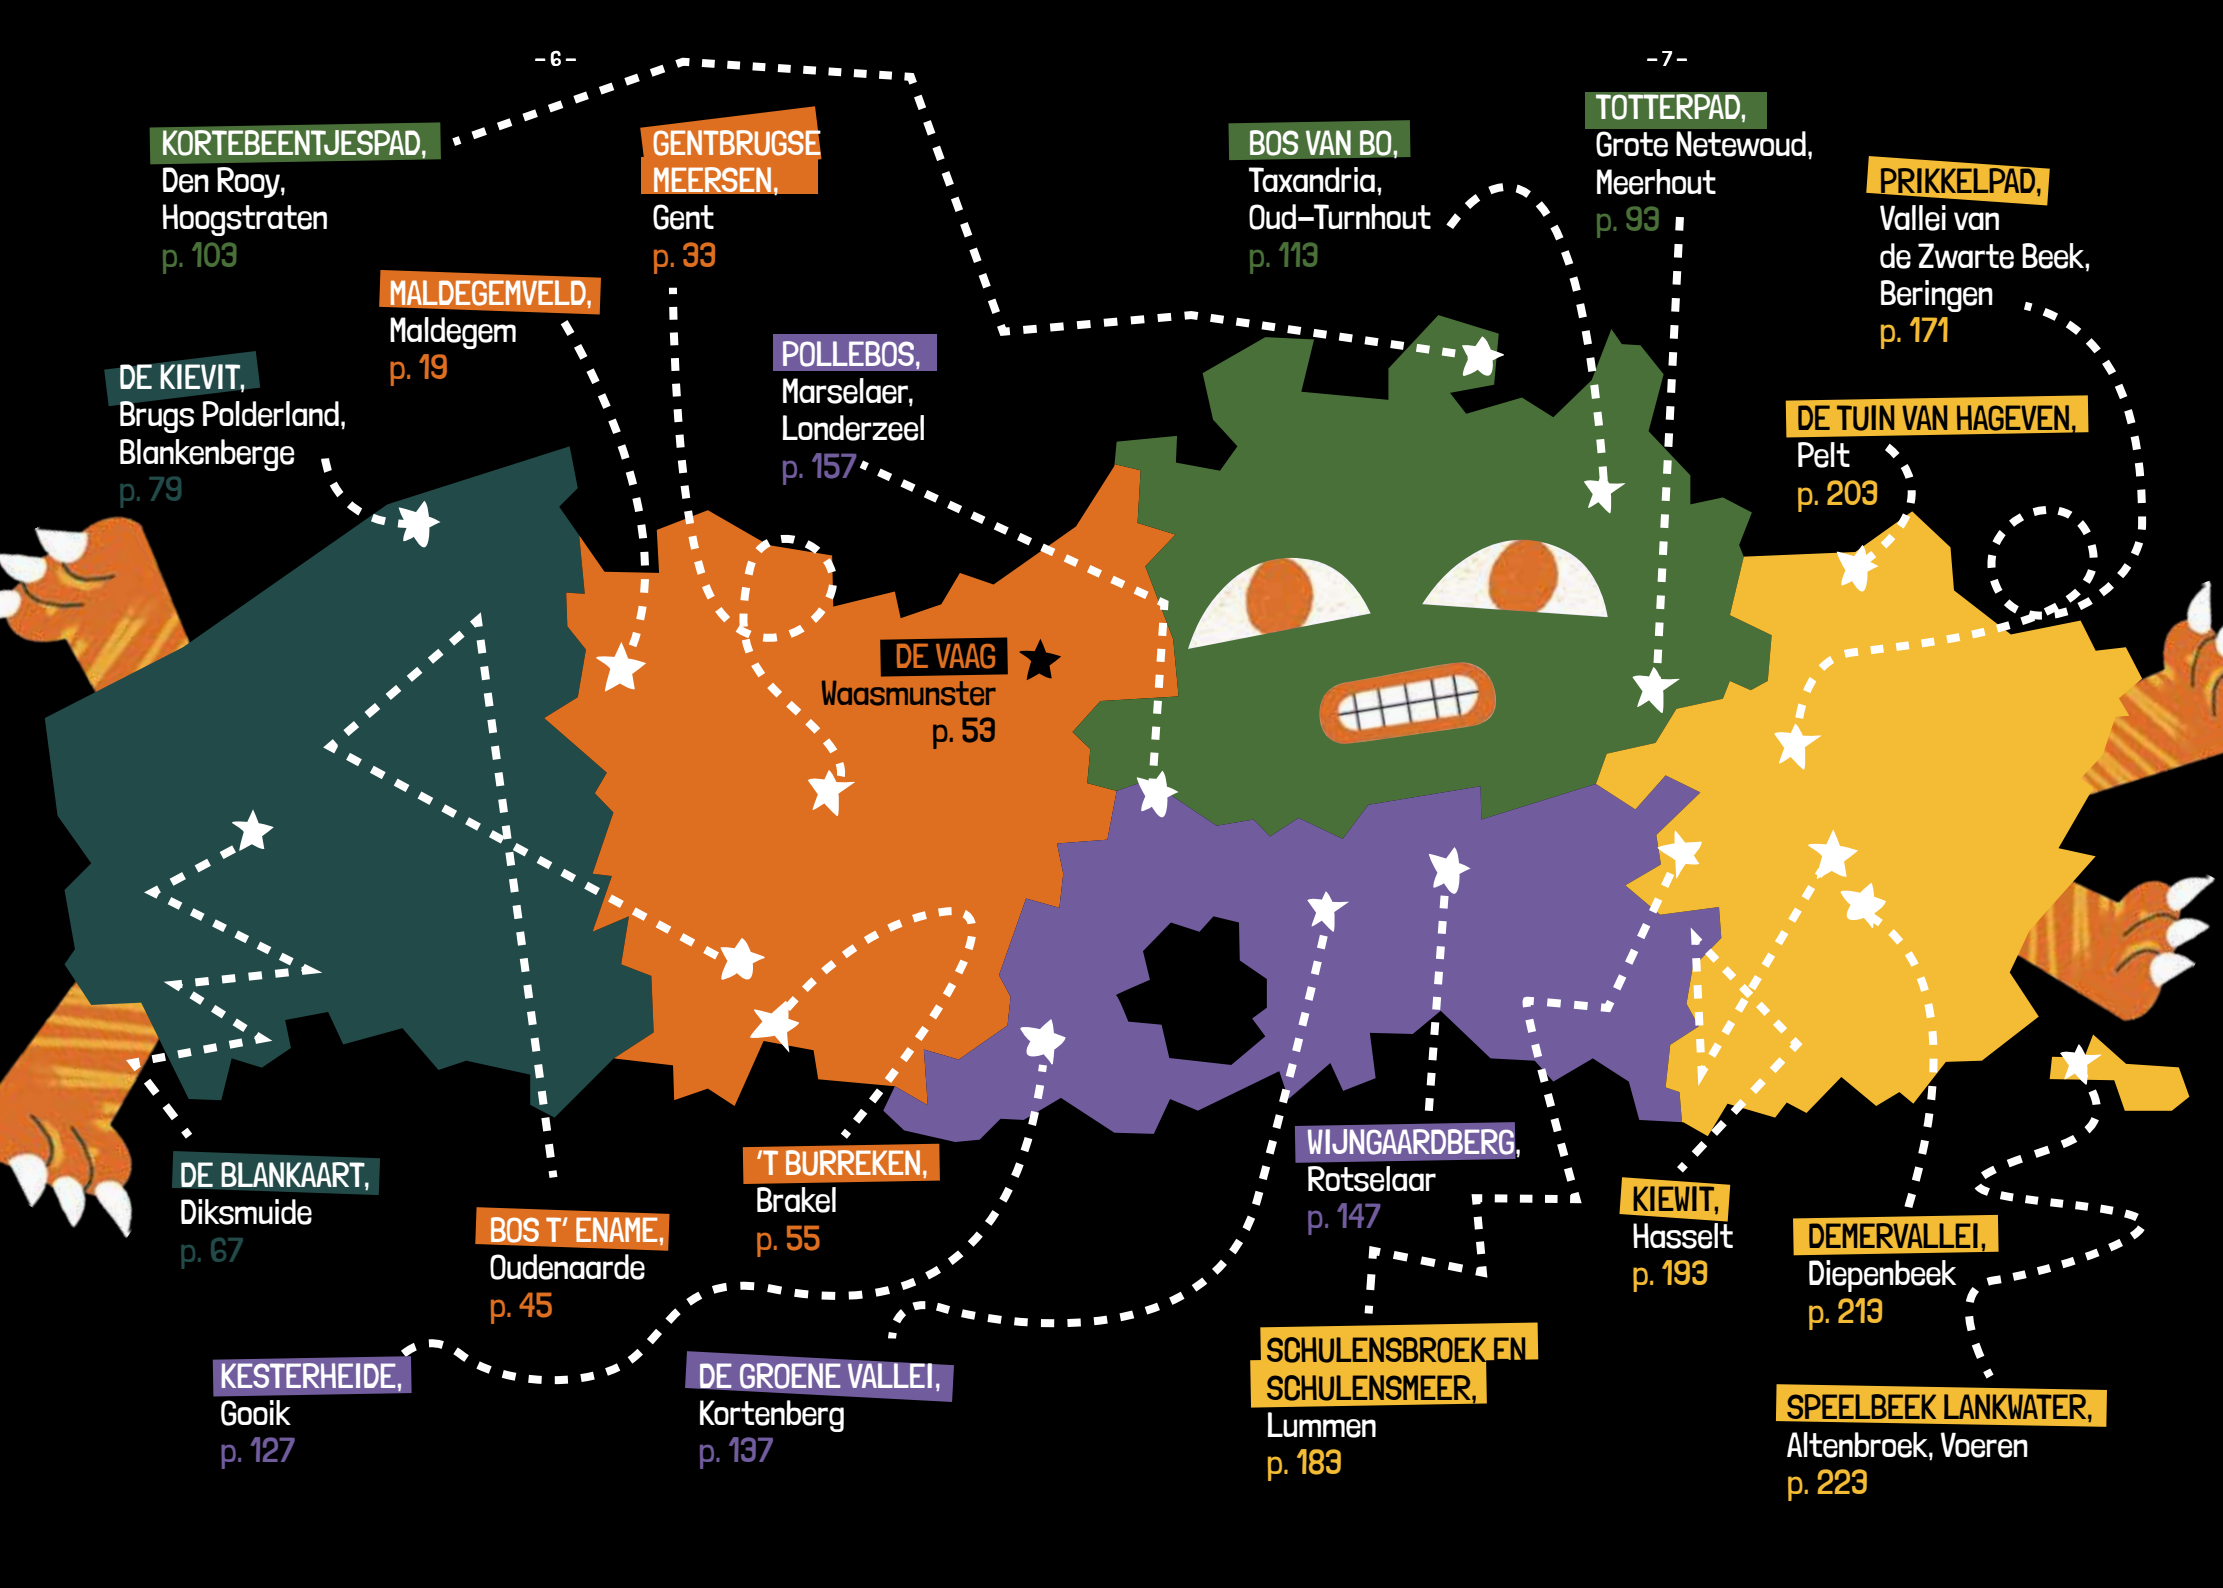 -6-
-7-
KORTEBEENTJESPAD,
Den Rooy,
Hoogstraten
p. 103
GENTBRUGSE
MEERSEN,
Gent
p. 33
BOS VAN BO,
Taxandria,
Oud-Turnhout
p. 113
TOTTERPAD,
Grote Netewoud,
Meerhout
p. 93
PRIKKELPAD,
Vallei van
de Zwarte Beek,
Beringen
p. 171
MALDEGEMVELD,
Maldegem
p. 19
POLLEBOS,
Marselaer,
Londerzeel
p. 157
DE KIEVIT,
Brugs Polderland,
Blankenberge
p. 79
DE TUIN VAN HAGEVEN,
Pelt
p. 203
DE VAAG
Waasmunster
p. 53
DE BLANKAART,
Diksmuide
p. 67
BOS T' ENAME,
Oudenaarde
p. 45
'T BURREKEN,
Brakel
p. 55
WIJNGAARDBERG,
Rotselaar
p. 147
KIEWIT,
Hasselt
p. 193
DEMERVALLEI,
Diepenbeek
p. 213
KESTERHEIDE,
Gooik
p. 127
DE GROENE VALLEI,
Kortenberg
p. 137
SCHULENSBROEK EN
SCHULENSMEER,
Lummen
p. 183
SPEELBEEK LANKWATER,
Altenbroek, Voeren
p. 223